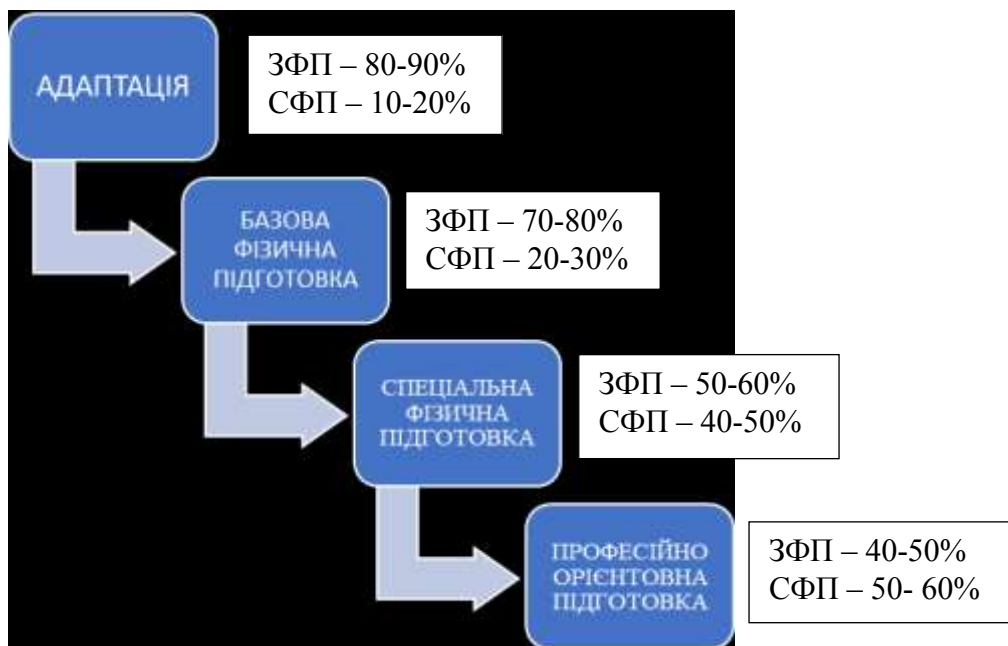 АДАПТАЦІЯ
ЗФП – 80-90%
СФП – 10-20%
БАЗОВА
ФІЗИЧНА
ПІДГОТОВКА
ЗФП – 70-80%
СФП – 20-30%
СПЕЦІАЛЬНА
ФІЗИЧНА
ПІДГОТОВКА
ЗФП – 50-60%
СФП – 40-50%
ПРОФЕСІЙНО
ОРІЄНТОВНА
ПІДГОТОВКА
ЗФП – 40-50%
СФП – 50- 60%